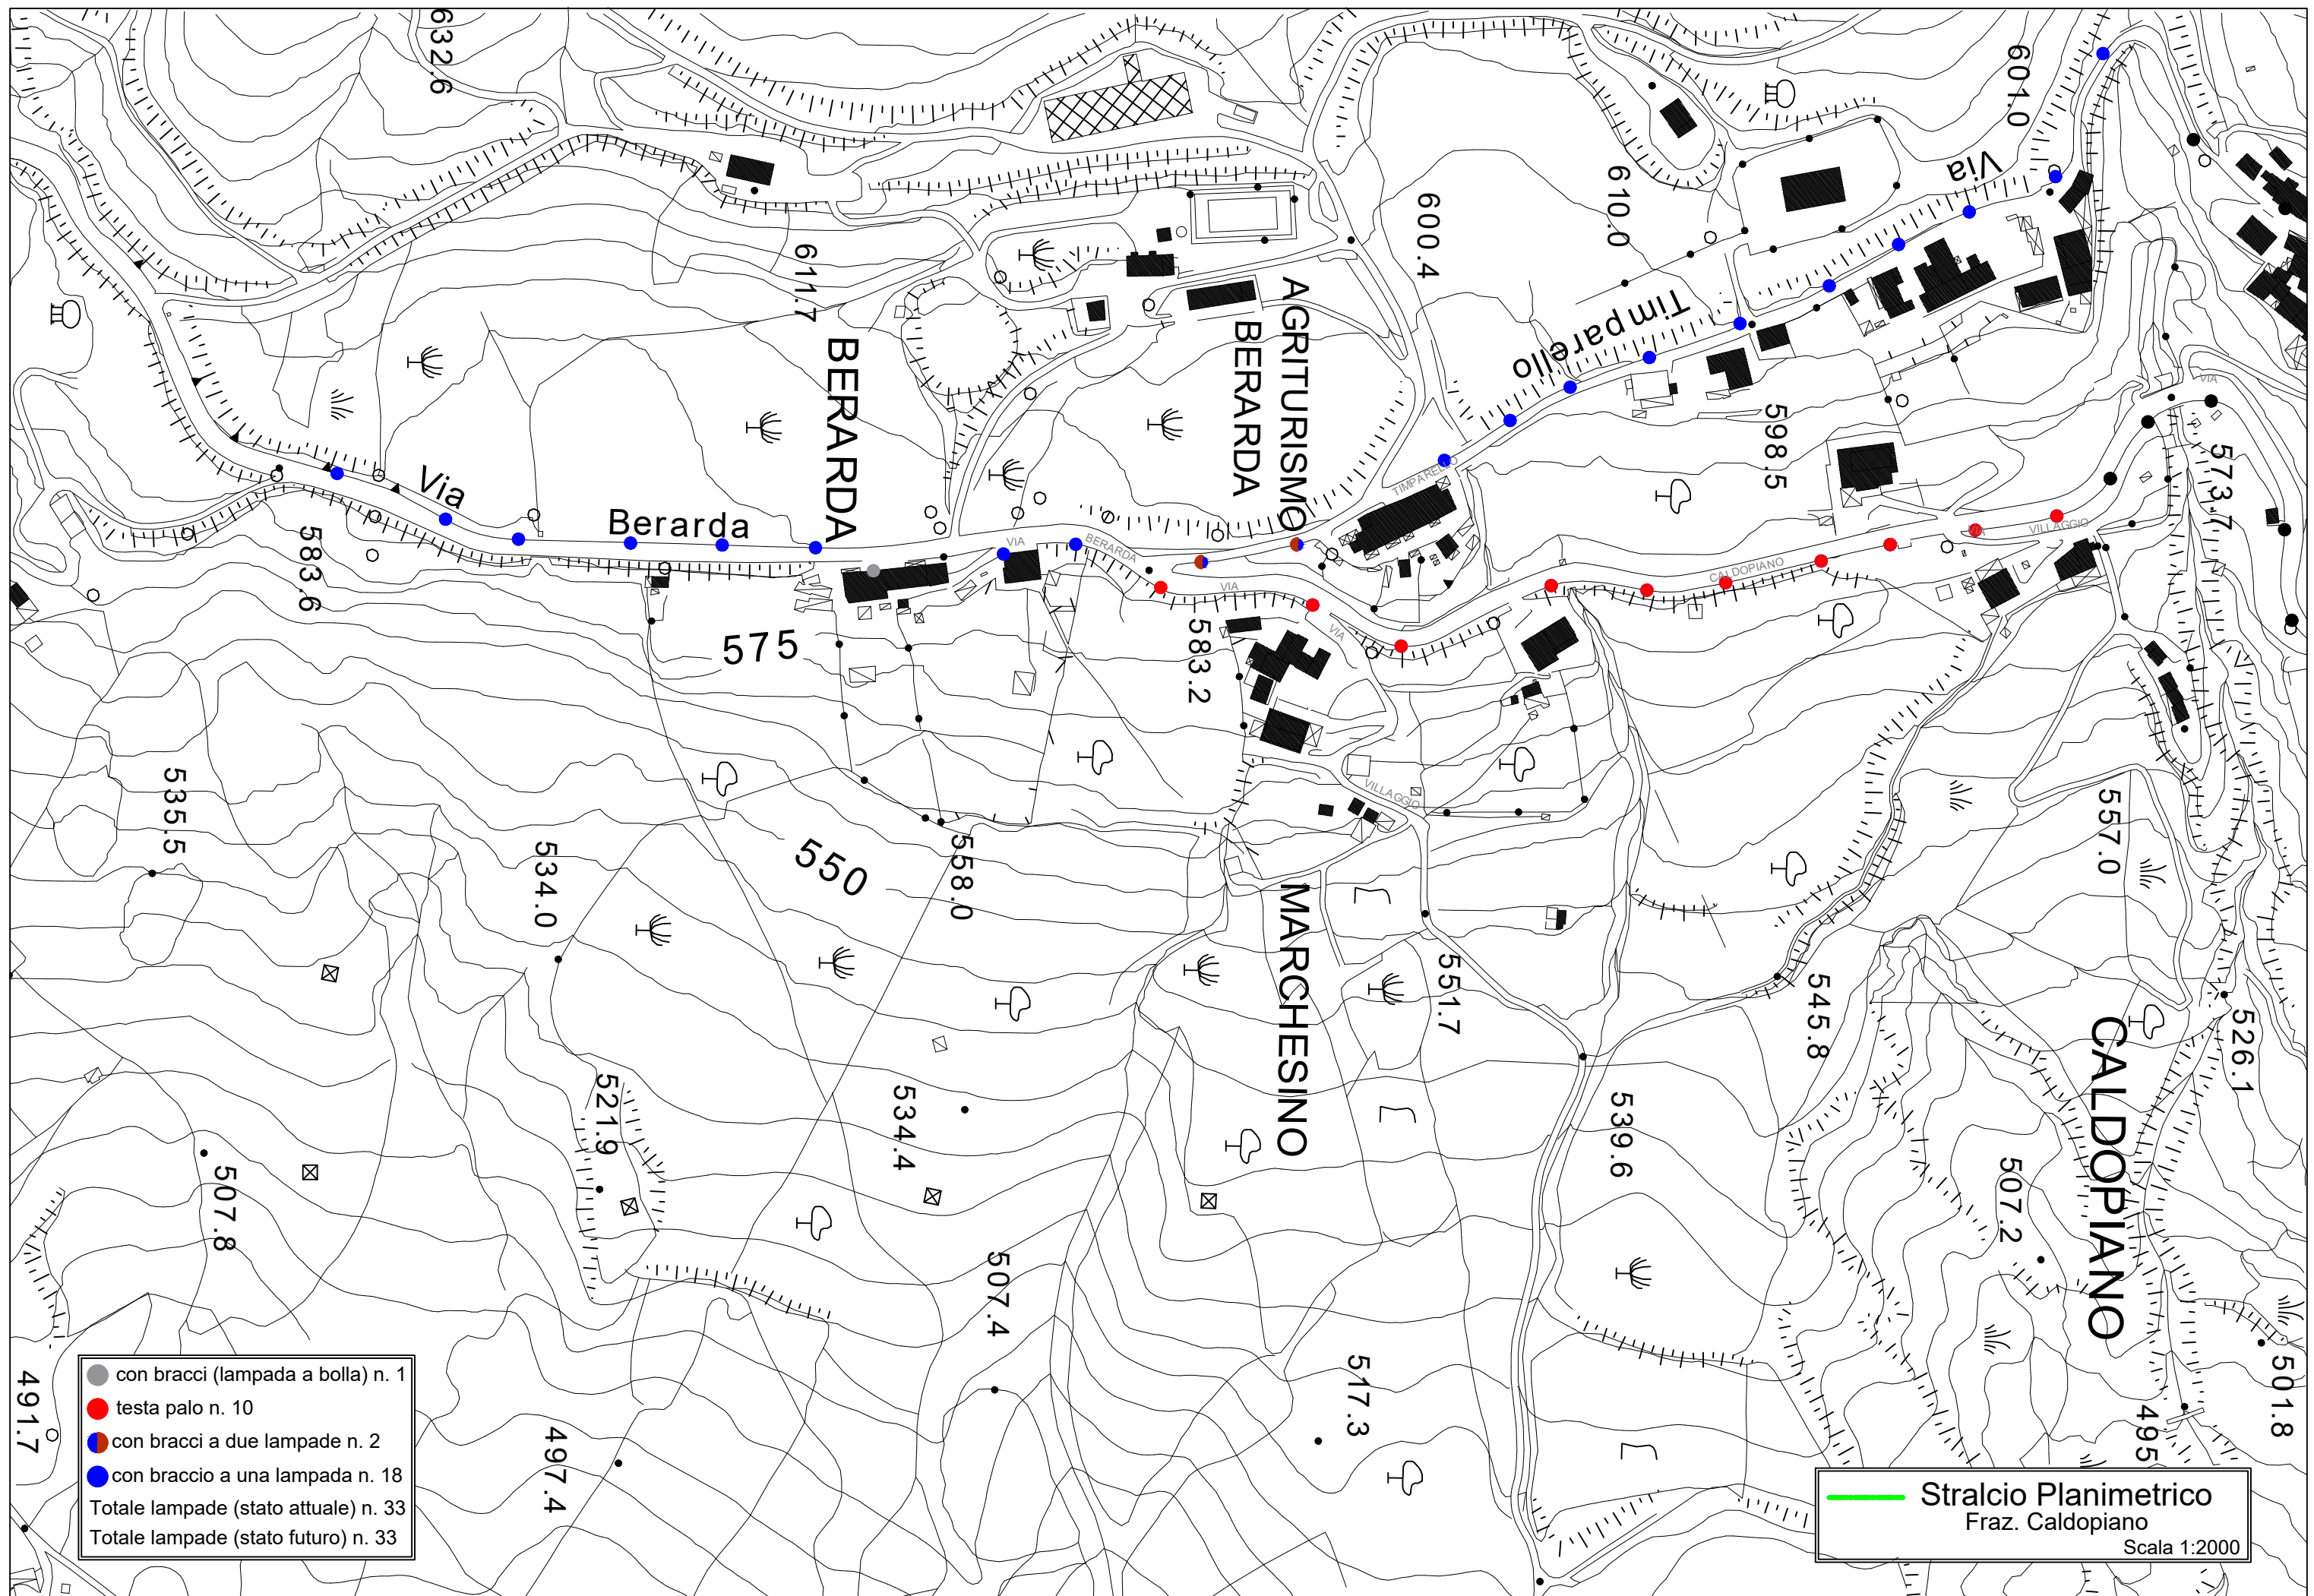 632.6
601.0
Via
610.0
600.4
611.7
AGRITURISMO
BERARDA
Timparello
BERARDA
VIA
598.5
573.7
TIMPARELLO
Via
Berarda
583.6
VIA
BERARDA
VIA
VILLAGGIO
CALDOPIANO
VIA
VIA
575
583.2
VILLAGGIO
535.5
534.0
550
558.0
557.0
MARCHESINO
551.7
545.8
CALDOPIANO
526.1
521.9
534.4
539.6
507.8
507.2
507.4
517.3
501.8
491.7
497.4
495
con bracci (lampada a bolla) n. 1
testa palo n. 10
con bracci a due lampade n. 2
con braccio a una lampada n. 18
Totale lampade (stato attuale) n. 33
Totale lampade (stato futuro) n. 33
Stralcio Planimetrico
Fraz. Caldopiano
Scala 1:2000